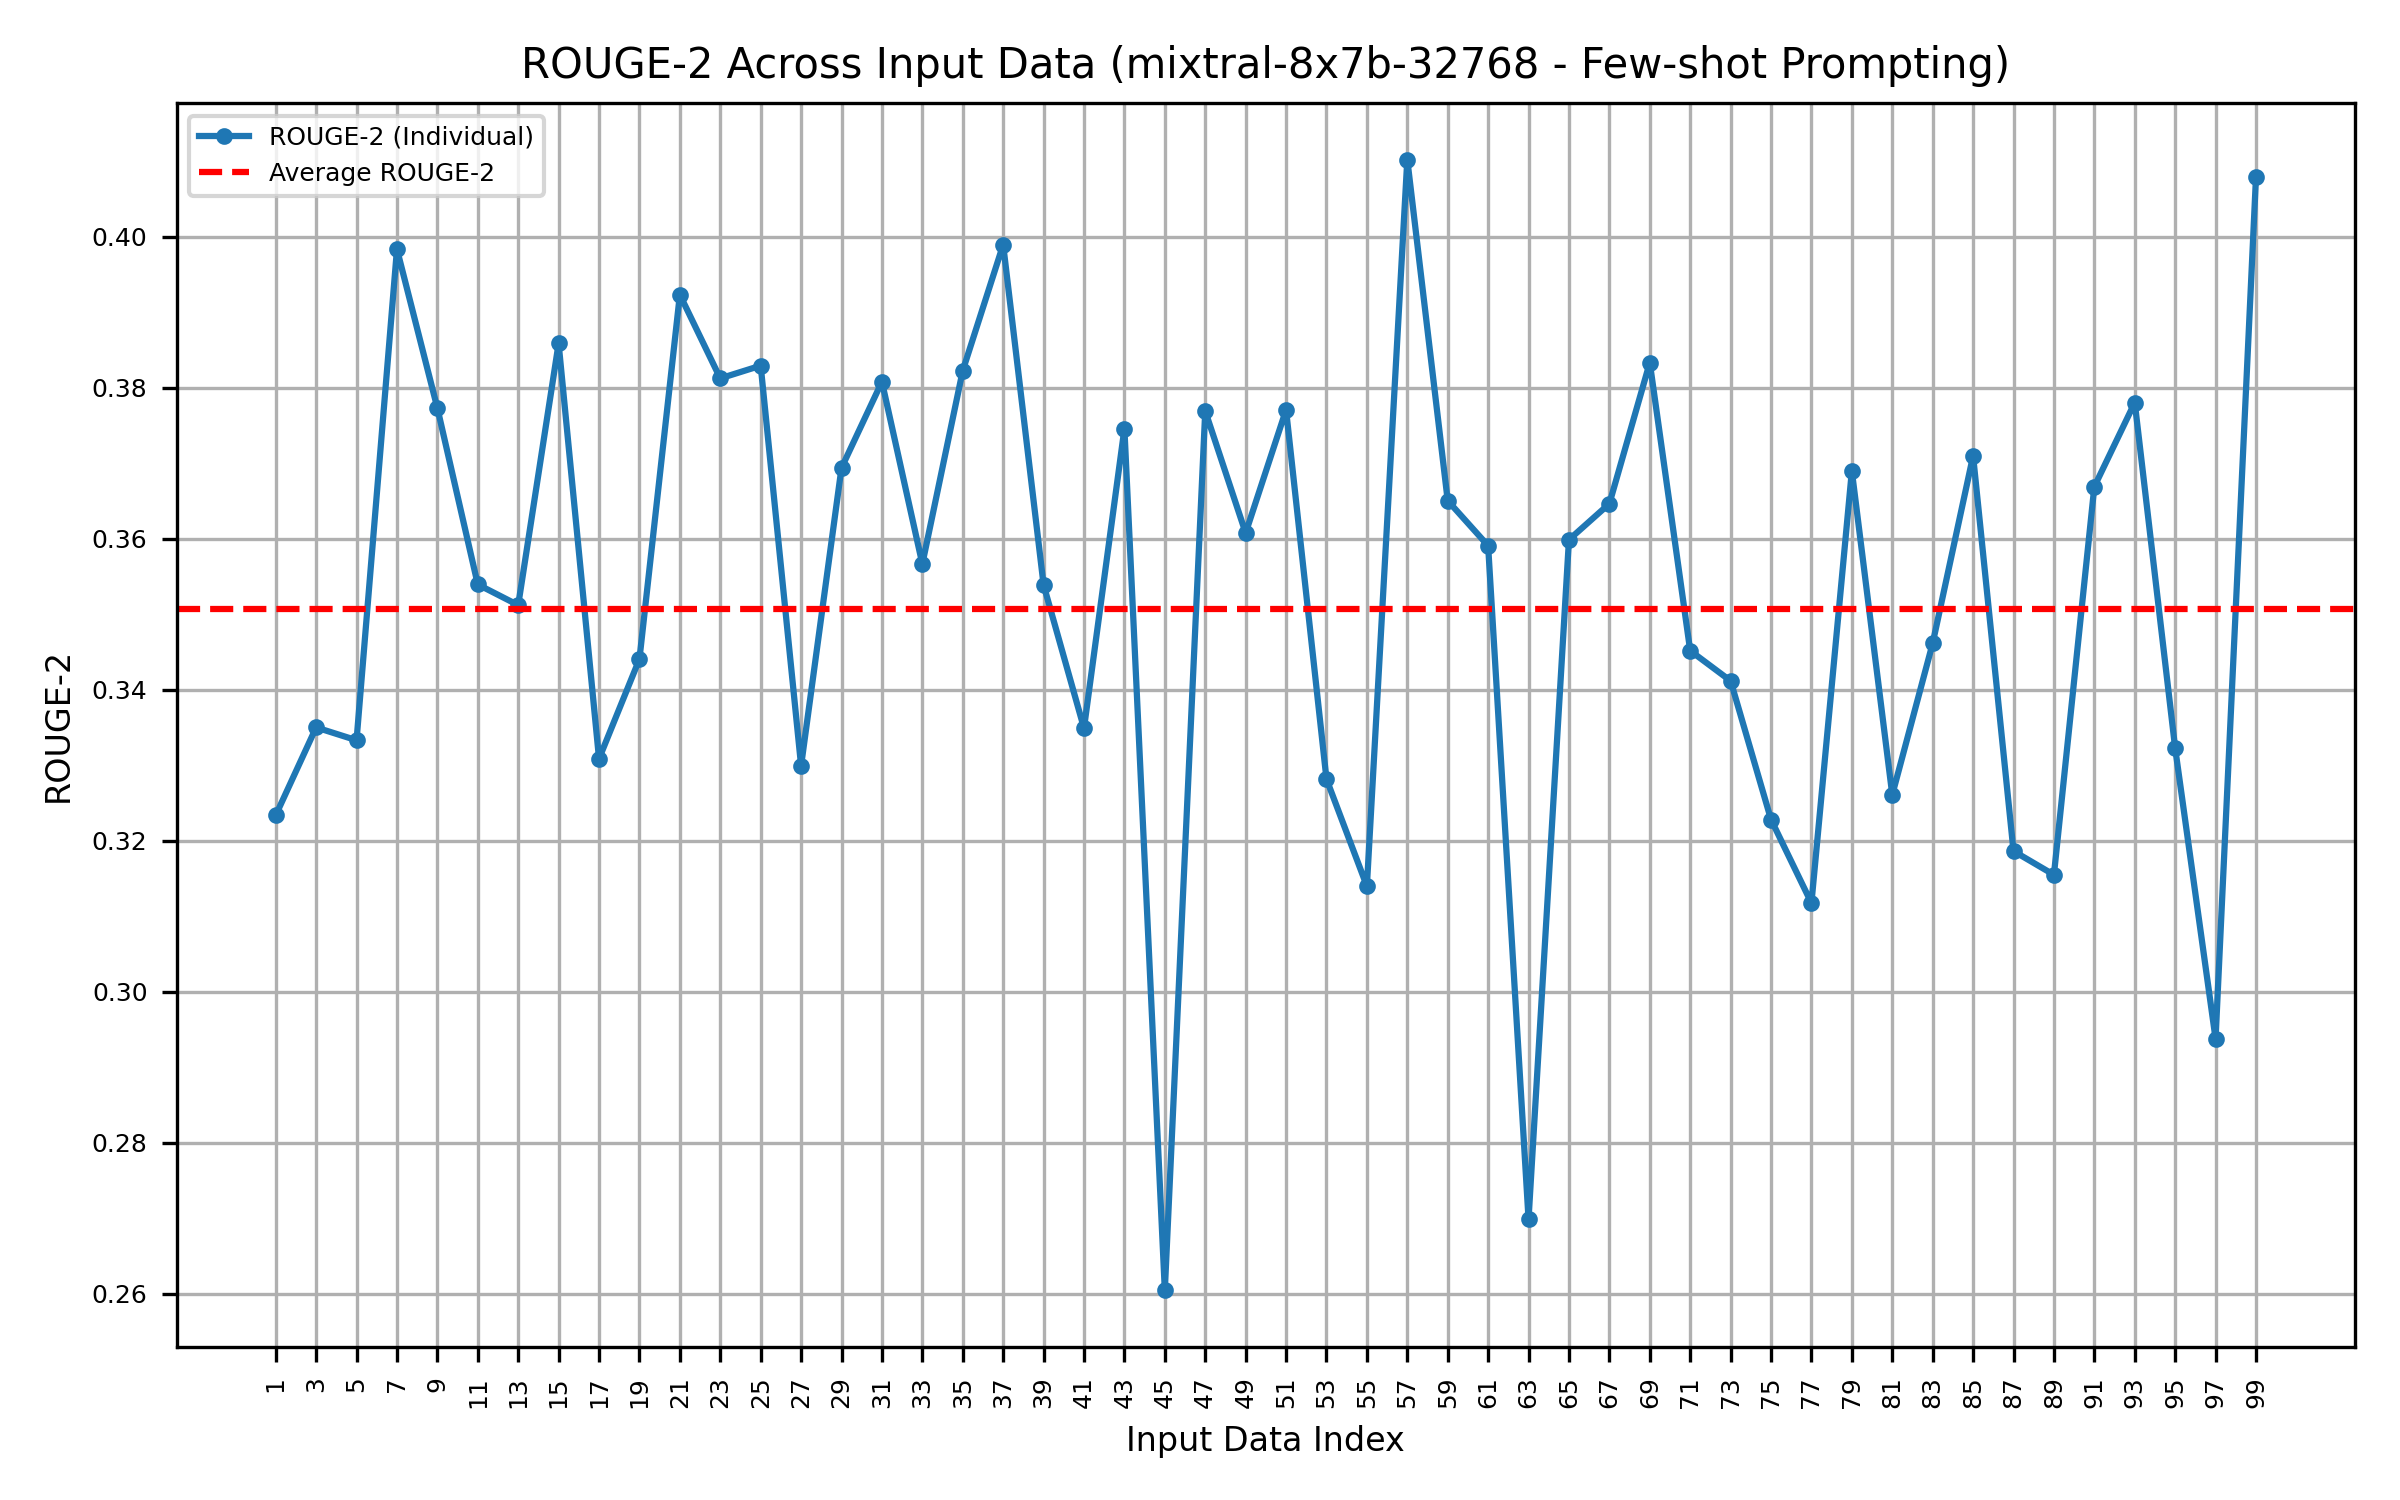 ROUGE-2 Across Input Data (mixtral-8x7b-32768 - Few-shot Prompting)
ROUGE-2 (Individual)
Average ROUGE-2
0.40
0.38
0.36
0.34
0.32
0.30
0.28
0.26
ROUGE-2
1 3 5 7 9 11 13 15 17 19 21 23 25 27 29 31 33 35 37 39 41 43 45 47 49 51 53 55 57 59 61 63 65 67 69 71 73 75 77 79 81 83 85 87 89 91 93 95 97 99
Input Data Index